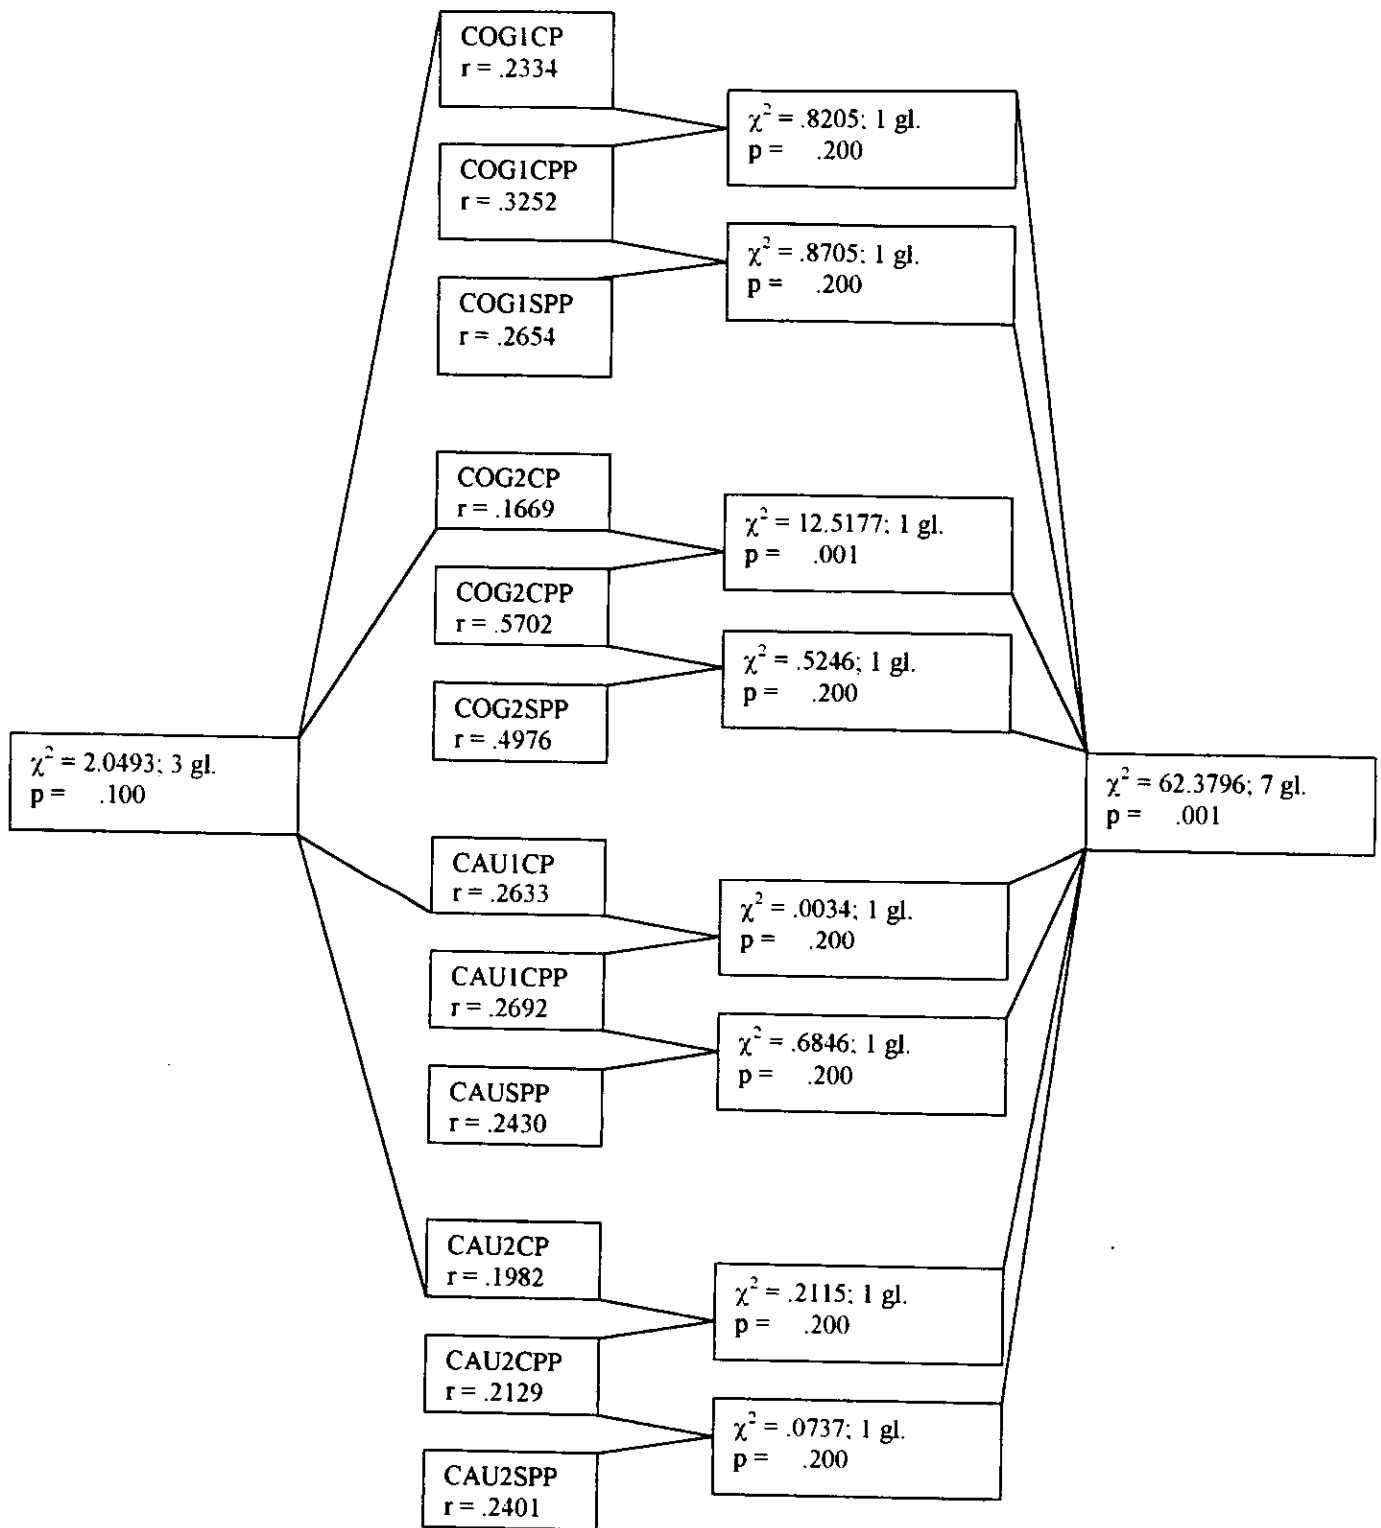 COG1CP
r = .2334
χ² = .8205; 1 gl.
p = .200
COG1CPP
r = .3252
χ² = .8705; 1 gl.
p = .200
COG1SPP
r = .2654
COG2CP
r = .1669
χ² = 12.5177; 1 gl.
p = .001
COG2CPP
r = .5702
χ² = .5246; 1 gl.
p = .200
COG2SPP
r = .4976
χ² = 2.0493; 3 gl.
p = .100
χ² = 62.3796; 7 gl.
p = .001
CAU1CP
r = .2633
χ² = .0034; 1 gl.
p = .200
CAU1CPP
r = .2692
χ² = .6846; 1 gl.
p = .200
CAUSPP
r = .2430
CAU2CP
r = .1982
χ² = .2115; 1 gl.
p = .200
CAU2CPP
r = .2129
χ² = .0737; 1 gl.
p = .200
CAU2SPP
r = .2401